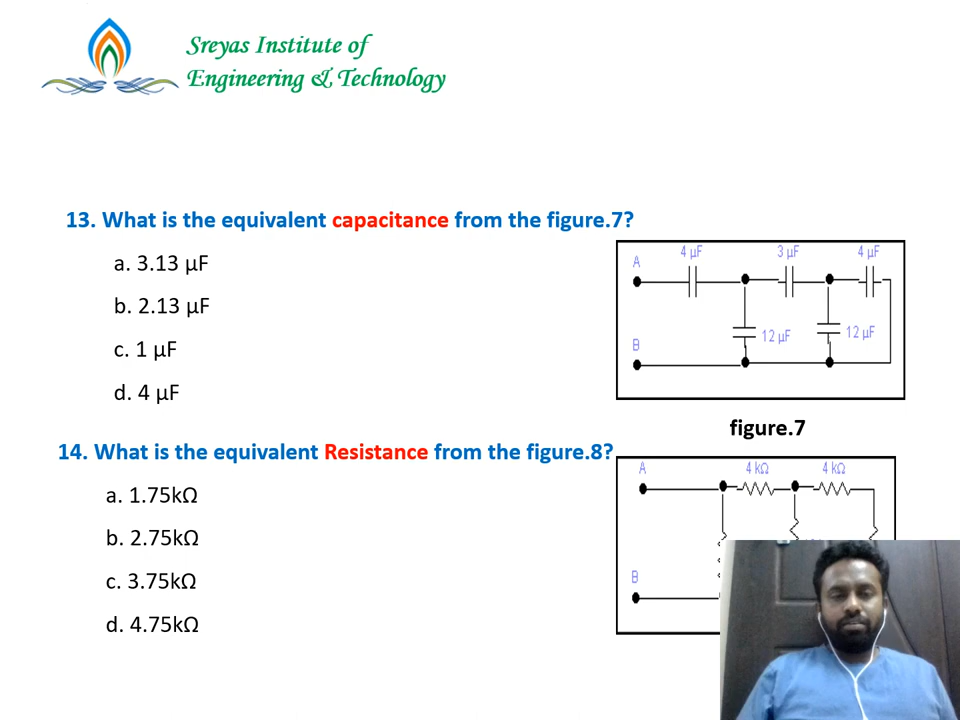 Sreyas Institute of
Engineering & Technology
13. What is the equivalent capacitance from the figure.7?
a. 3.13 µF
b. 2.13 µF
c. 1 µF
d. 4 µF
4 µF 3 µF 4 µF
A
12 µF 12 µF
B
figure.7
14. What is the equivalent Resistance from the figure.8?
a. 1.75kΩ
b. 2.75kΩ
c. 3.75kΩ
d. 4.75kΩ
A 4 kΩ 4 kΩ
B